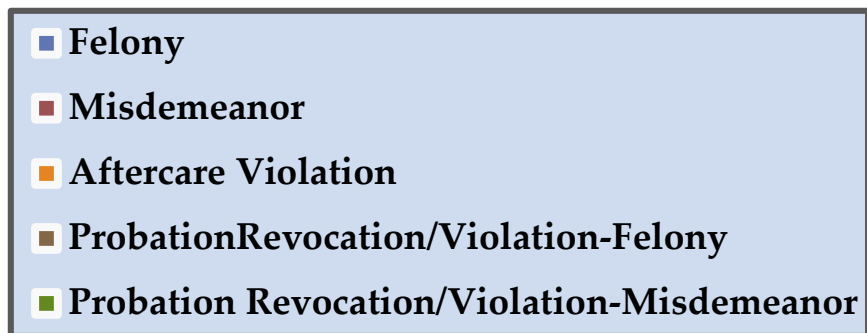 Felony
Misdemeanor
Aftercare Violation
ProbationRevocation/Violation-Felony
Probation Revocation/Violation-Misdemeanor